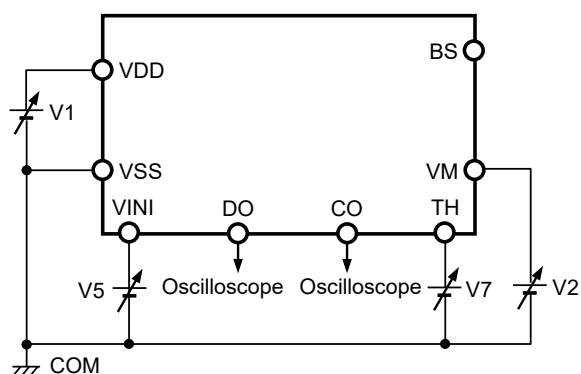 BS
VDD
V1
VSS
VM
VINI
DO
CO
TH
V5
Oscilloscope
Oscilloscope
V7
V2
COM